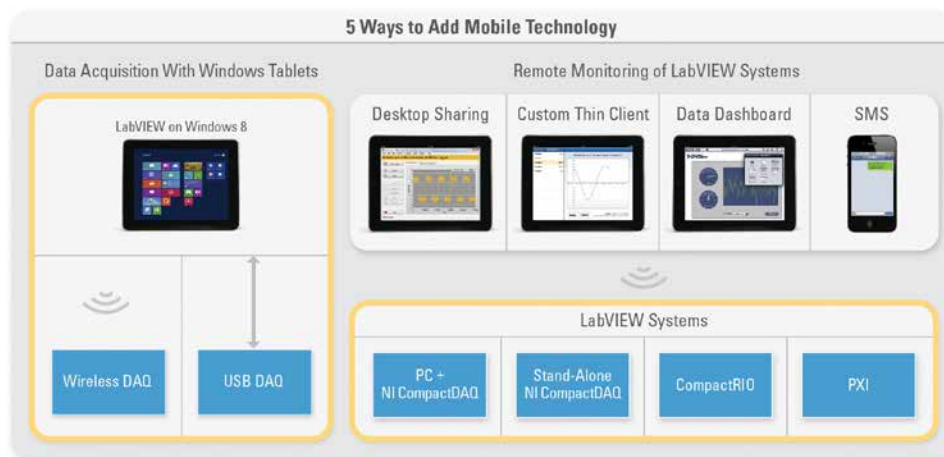 5 Ways to Add Mobile Technology
Data Acquisition With Windows Tablets
Remote Monitoring of LabVIEW Systems
LabVIEW on Windows 8
Desktop Sharing
Custom Thin Client
Data Dashboard
SMS
Wireless DAQ
USB DAQ
LabVIEW Systems
PC +
NI CompactDAQ
Stand-Alone
NI CompactDAQ
CompactRIO
PXI